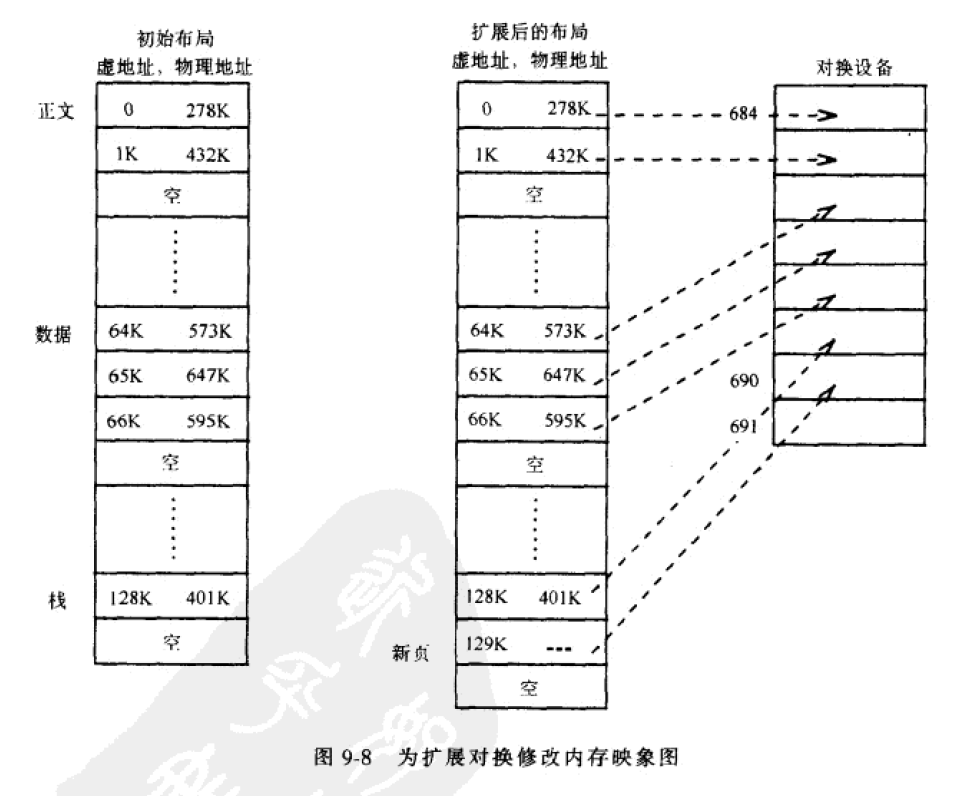 初始布局
虚地址，物理地址
正文
0 278K
1K 432K
空
数据
64K 573K
65K 647K
66K 595K
空
栈
128K 401K
空
扩展后的布局
虚地址，物理地址
0 278K
1K 432K
空
64K 573K
65K 647K
66K 595K
空
128K 401K
新页
129K ---
空
对换设备
684
690
691
图 9-8 为扩展对换修改内存映象图